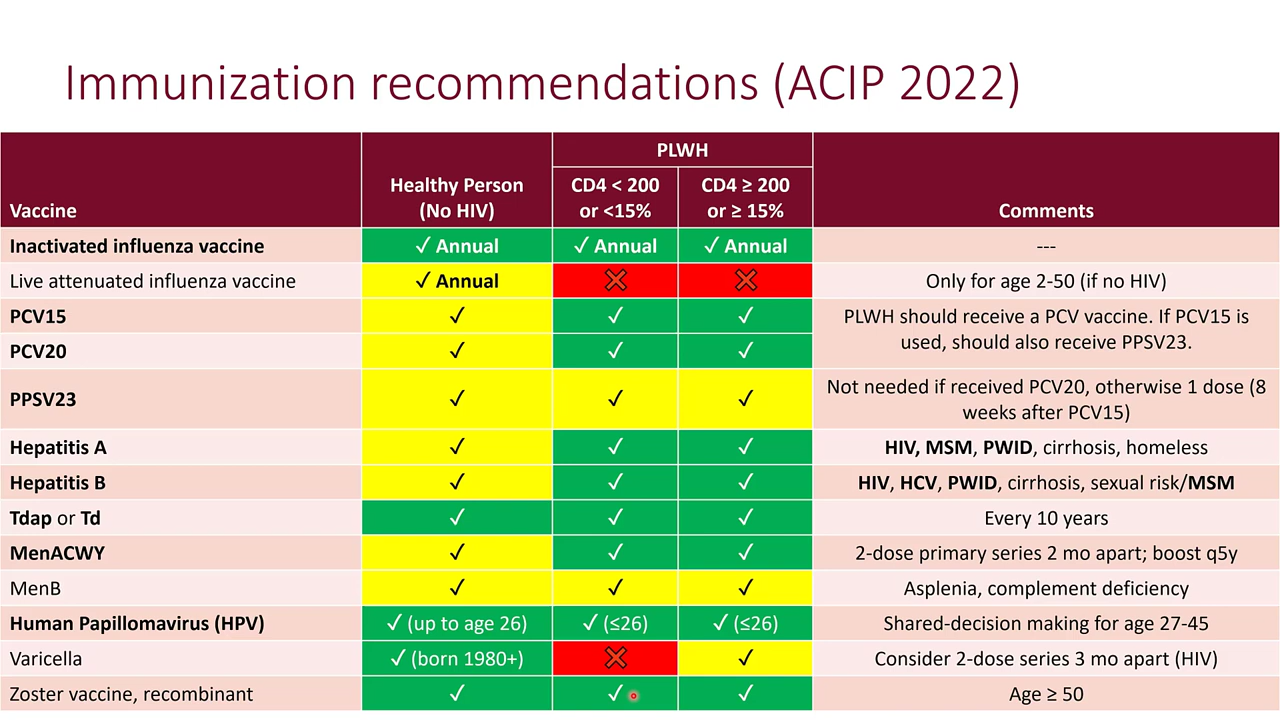 Immunization recommendations (ACIP 2022)
Vaccine
Healthy Person
(No HIV)
PLWH
CD4 < 200
or <15%
CD4 ≥ 200
or ≥ 15%
Comments
Inactivated influenza vaccine ✓ Annual ✓ Annual ✓ Annual ---
Live attenuated influenza vaccine ✓ Annual ❌ ❌ Only for age 2-50 (if no HIV)
PCV15 ✓ ✓ ✓
PCV20 ✓ ✓ ✓
PLWH should receive a PCV vaccine. If PCV15 is
used, should also receive PPSV23.
PPSV23 ✓ ✓ ✓
Not needed if received PCV20, otherwise 1 dose (8
weeks after PCV15)
Hepatitis A ✓ ✓ ✓ HIV, MSM, PWID, cirrhosis, homeless
Hepatitis B ✓ ✓ ✓ HIV, HCV, PWID, cirrhosis, sexual risk/MSM
Tdap or Td ✓ ✓ ✓ Every 10 years
MenACWY ✓ ✓ ✓ 2-dose primary series 2 mo apart; boost q5y
MenB ✓ ✓ ✓ Asplenia, complement deficiency
Human Papillomavirus (HPV) ✓ (up to age 26) ✓ (≤26) ✓ (≤26) Shared-decision making for age 27-45
Varicella ✓ (born 1980+) ❌ ✓ Consider 2-dose series 3 mo apart (HIV)
Zoster vaccine, recombinant ✓ ✓ ✓ Age ≥ 50